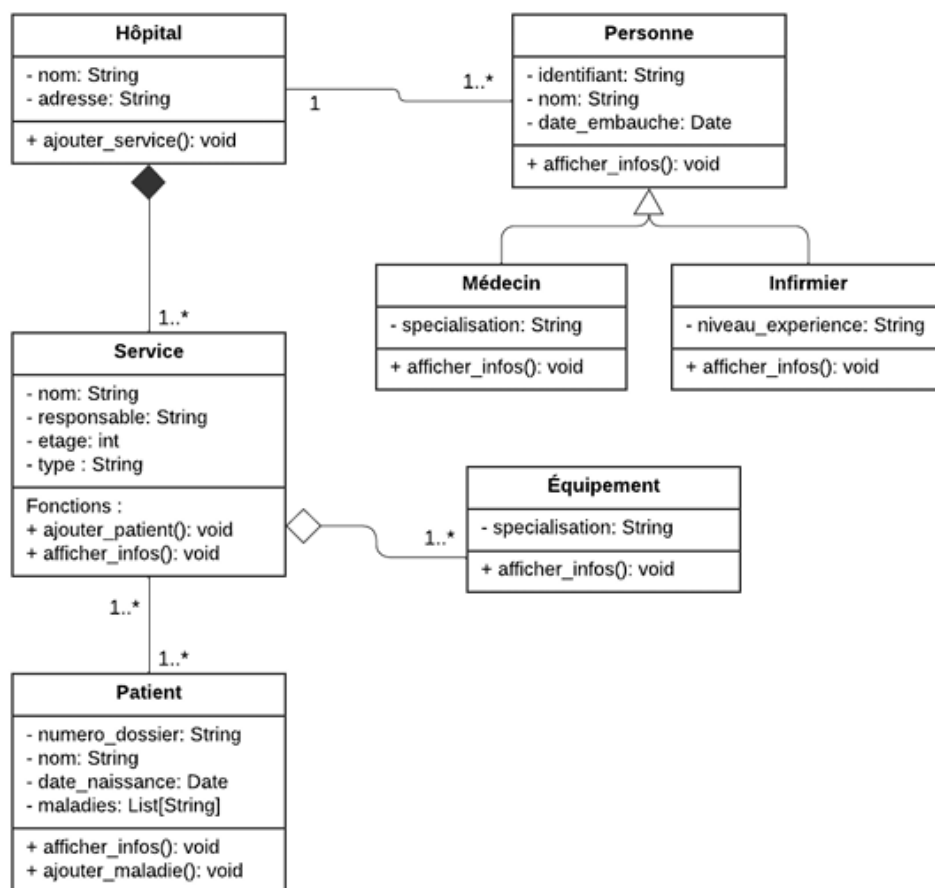 Hôpital
- nom: String
- adresse: String
+ ajouter_service(): void
1
1..*
Personne
- identifiant: String
- nom: String
- date_embauche: Date
+ afficher_infos(): void
Médecin
- specialisation: String
+ afficher_infos(): void
Infirmier
- niveau_experience: String
+ afficher_infos(): void
1..*
Service
- nom: String
- responsable: String
- etage: int
- type : String
Fonctions :
+ ajouter_patient(): void
+ afficher_infos(): void
1..*
Équipement
- specialisation: String
+ afficher_infos(): void
1..*
1..*
Patient
- numero_dossier: String
- nom: String
- date_naissance: Date
- maladies: List[String]
+ afficher_infos(): void
+ ajouter_maladie(): void